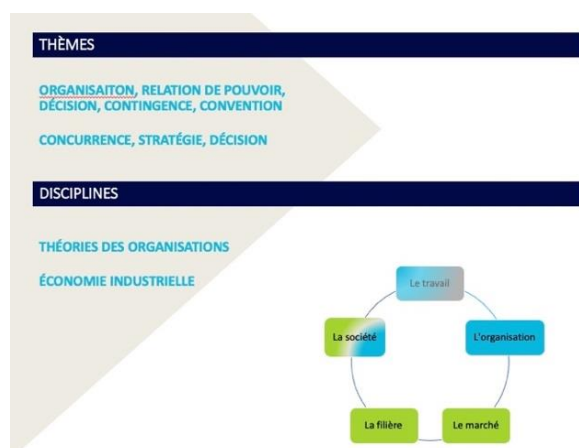 THÈMES
ORGANISAITON, RELATION DE POUVOIR,
DÉCISION, CONTINGENCE, CONVENTION
CONCURRENCE, STRATÉGIE, DÉCISION
DISCIPLINES
THÉORIES DES ORGANISATIONS
ÉCONOMIE INDUSTRIELLE
Le travail
La société
L'organisation
La filière
Le marché